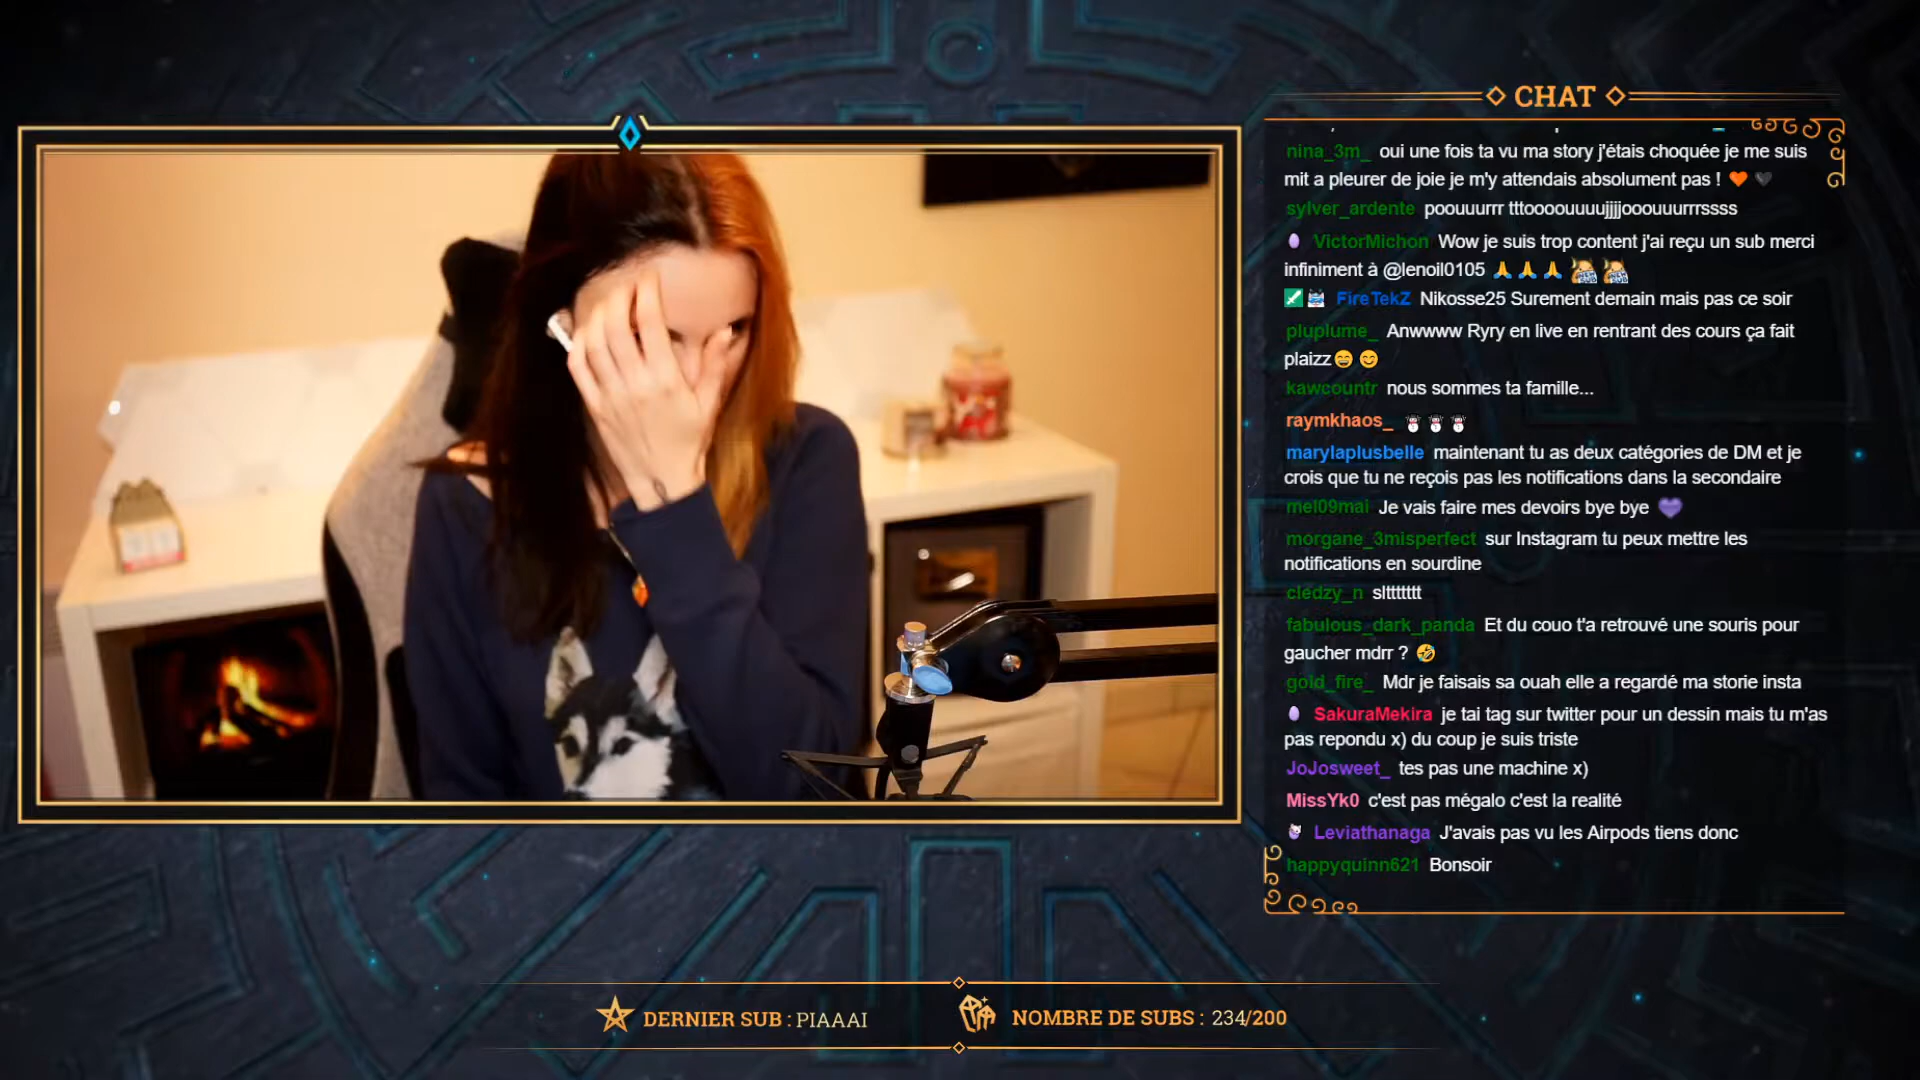 CHAT
nina_3m_ oui une fois ta vu ma story j'étais choquée je me suis
mit a pleurer de joie je m'y attendais absolument pas !
sylver_ardente poouuurrr tttoooouuuujjjjooouuurrrssss
VictorMichon Wow je suis trop content j'ai reçu un sub merci
infiniment à @lenoil0105
FireTekZ Nikosse25 Surement demain mais pas ce soir
pluplume_ Anwwww Ryry en live en rentrant des cours ça fait
plaizz
kawcountr nous sommes ta famille...
raymkhaos_
marylaplusbelle maintenant tu as deux catégories de DM et je
crois que tu ne reçois pas les notifications dans la secondaire
mel09mai Je vais faire mes devoirs bye bye
morgane_3misperfect sur Instagram tu peux mettre les
notifications en sourdine
cledzy_n slttttttt
fabulous_dark_panda Et du couo t'a retrouvé une souris pour
gaucher mdrr ?
gold_fire_ Mdr je faisais sa ouah elle a regardé ma storie insta
SakuraMekira je tai tag sur twitter pour un dessin mais tu m'as
pas repondu x) du coup je suis triste
JoJosweet_ tes pas une machine x)
MissYk0 c'est pas mégalo c'est la realité
Leviathanaga J'avais pas vu les Airpods tiens donc
happyquinn621 Bonsoir
DERNIER SUB : PIAAAI
NOMBRE DE SUBS : 234/200